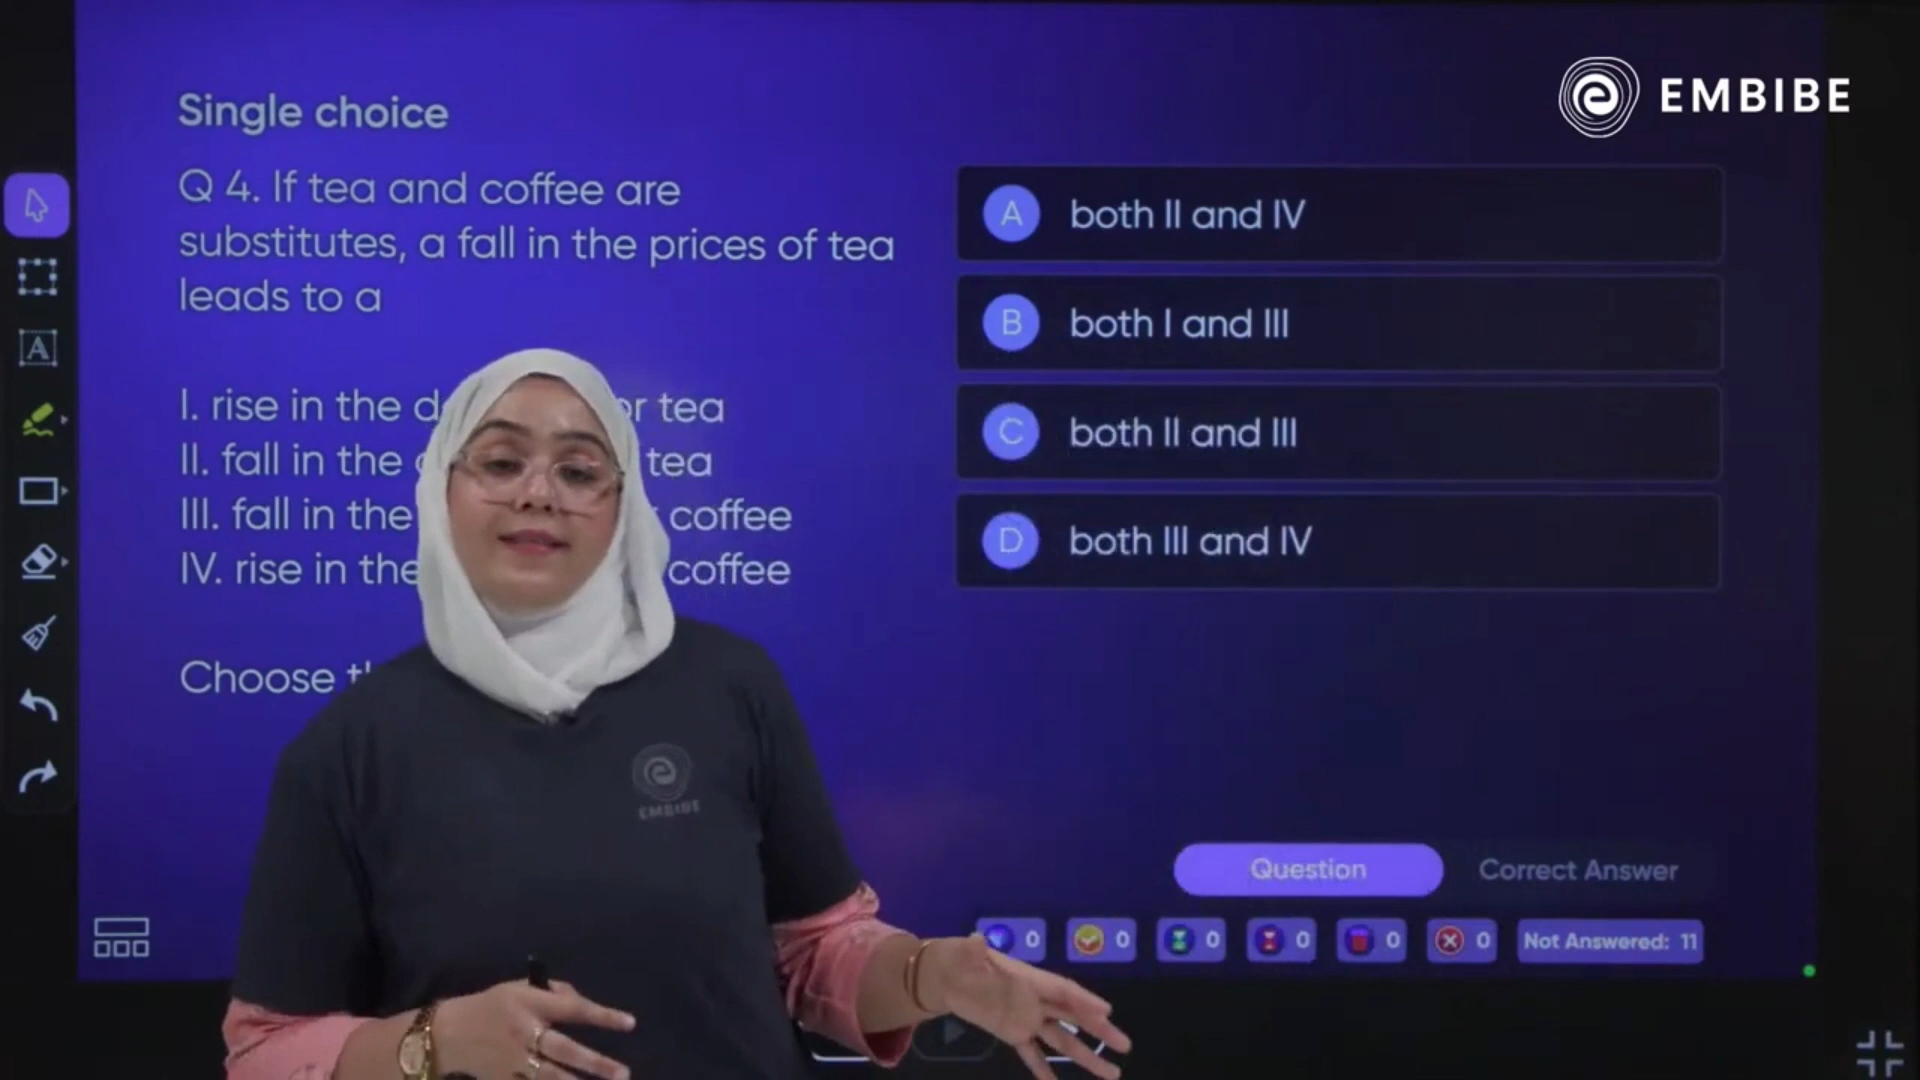 EMBIBE
Single choice
Q 4. If tea and coffee are
substitutes, a fall in the prices of tea
leads to a
I. rise in the tea
II. fall in the tea
III. fall in the coffee
IV. rise in the coffee
Choose
A both II and IV
B both I and III
C both II and III
D both III and IV
EMBIBE
Question Correct Answer
0 0 0 0 0 0 Not Answered: 11